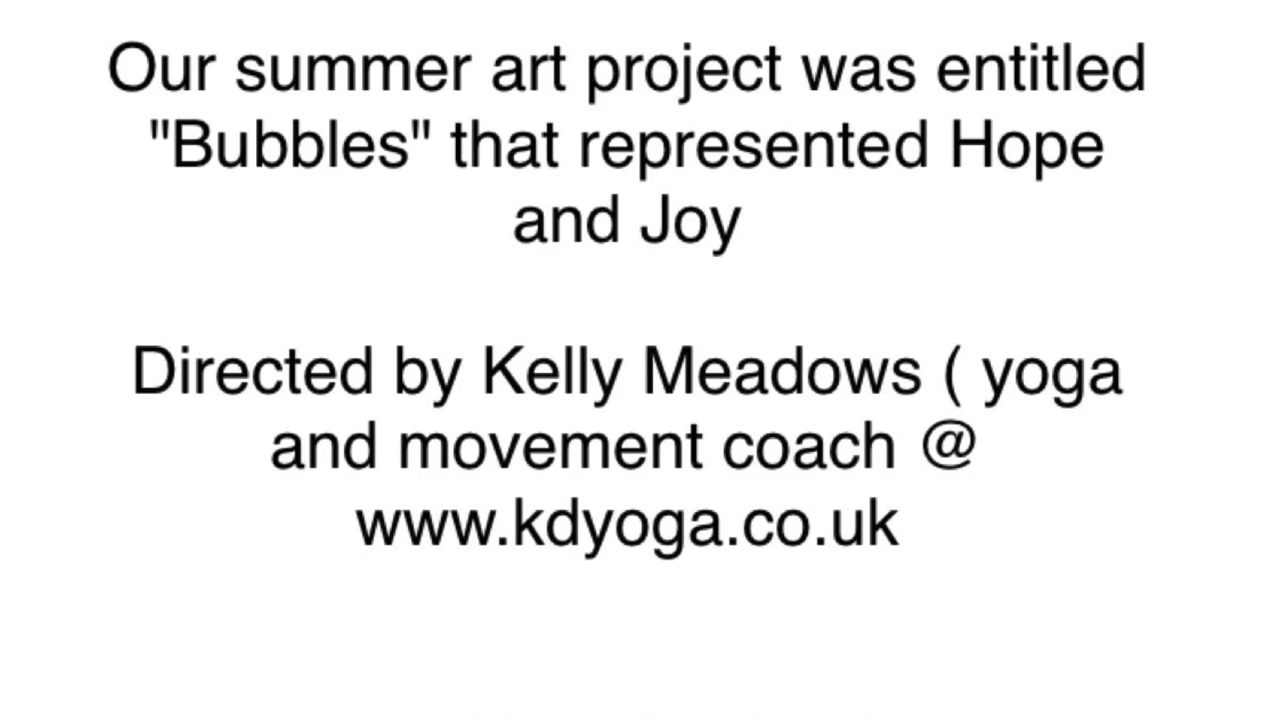 Our summer art project was entitled
"Bubbles" that represented Hope
and Joy
Directed by Kelly Meadows ( yoga
and movement coach @
www.kdyoga.co.uk